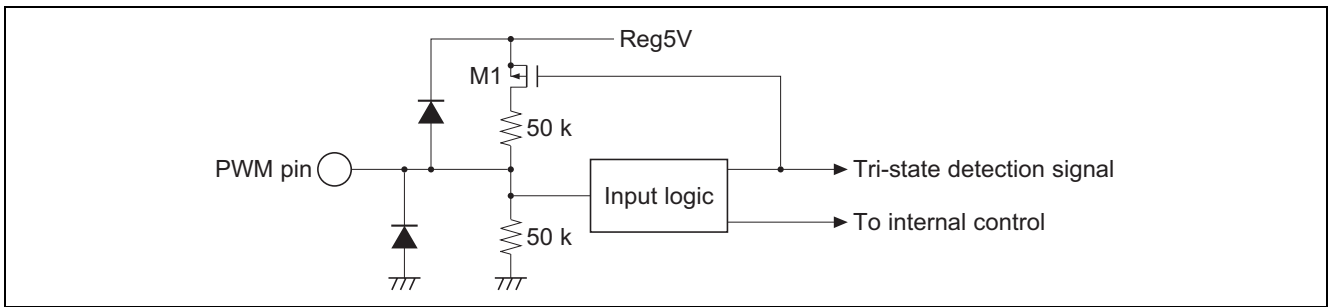 Reg5V
M1
50 k
PWM pin
Input logic
Tri-state detection signal
To internal control
50 k